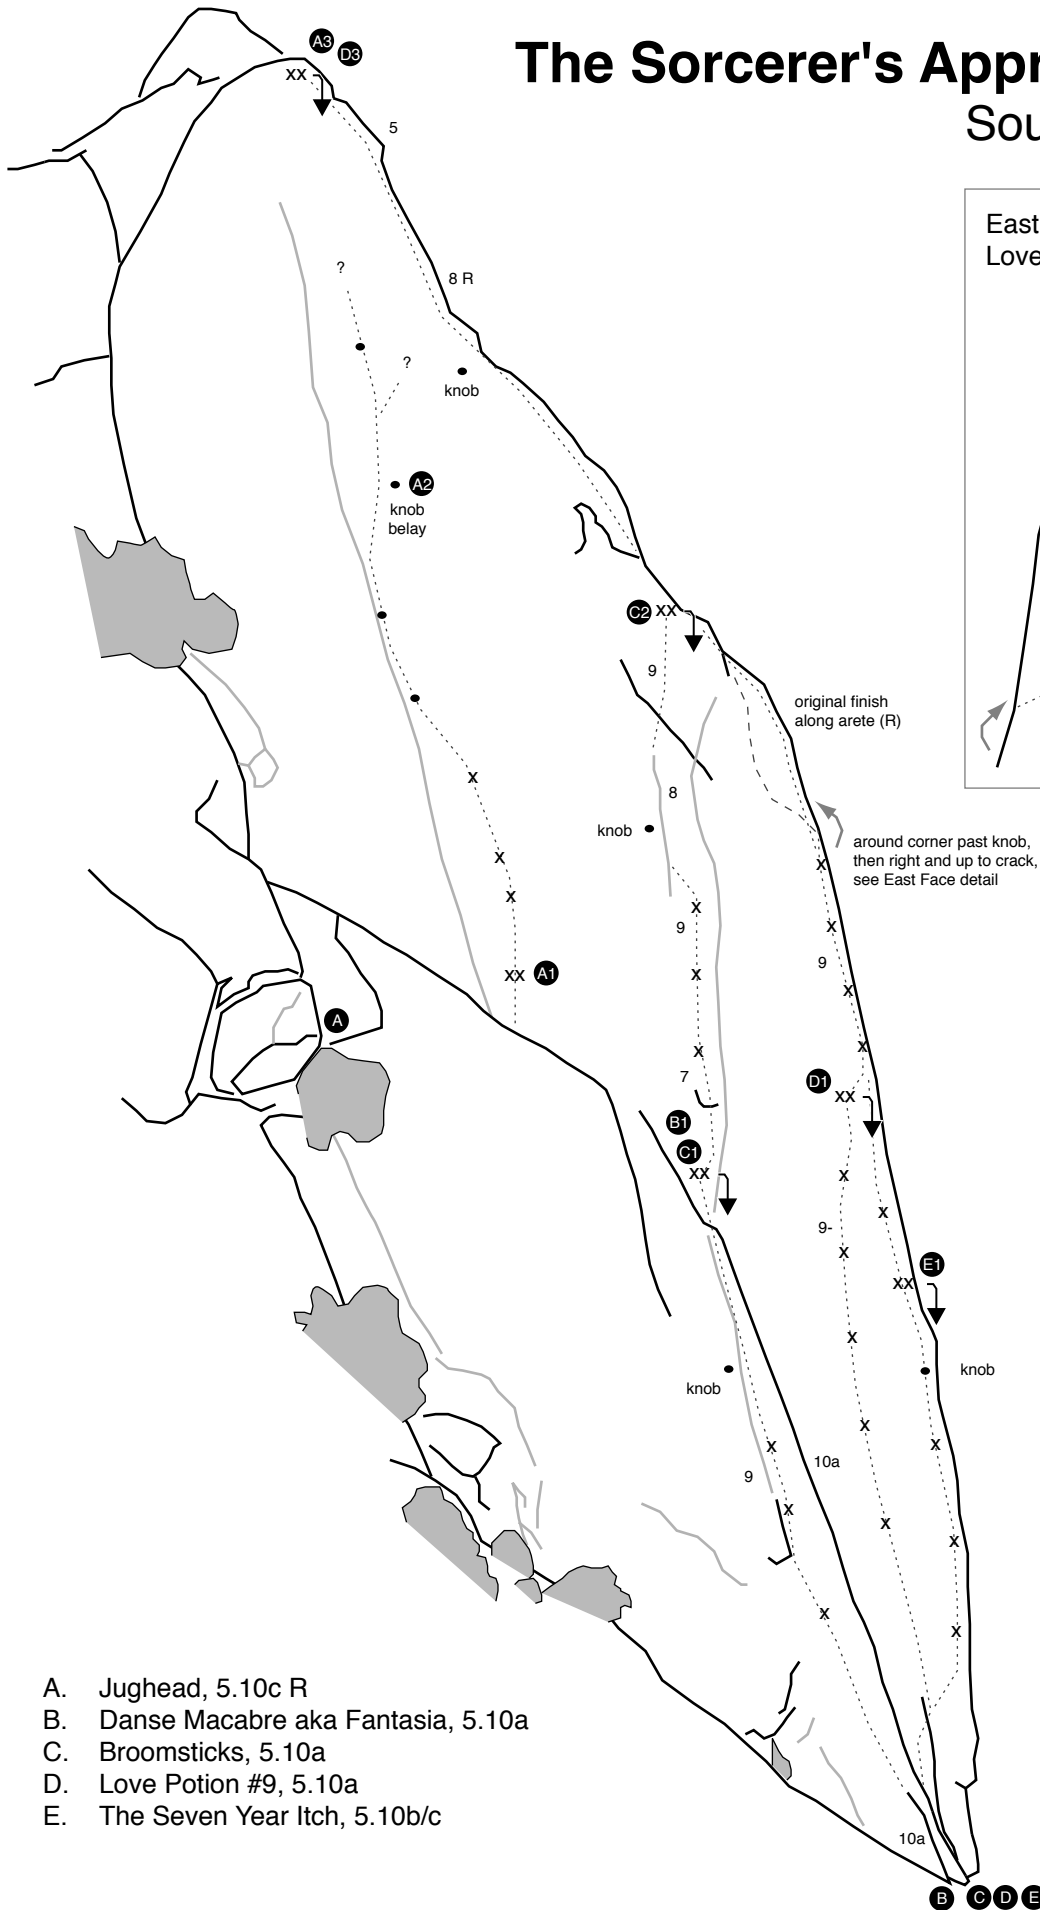 The Sorcerer's Appr
Sou
A3
D3
xx
5
East
Love
?
8 R
?
knob
A2
knob
belay
C2 xx
9
original finish
along arete (R)
x
8
knob
around corner past knob,
then right and up to crack,
see East Face detail
x
x
x
x
9
x
9
xx A1
x
x
A
x
x
7
D1
xx
B1
C1
xx
x
x
9-
x
E1
xx
x
knob
knob
x
x
x
9
10a
x
x
x
x
x
A. Jughead, 5.10c R
B. Danse Macabre aka Fantasia, 5.10a
C. Broomsticks, 5.10a
D. Love Potion #9, 5.10a
E. The Seven Year Itch, 5.10b/c
10a
B C D E